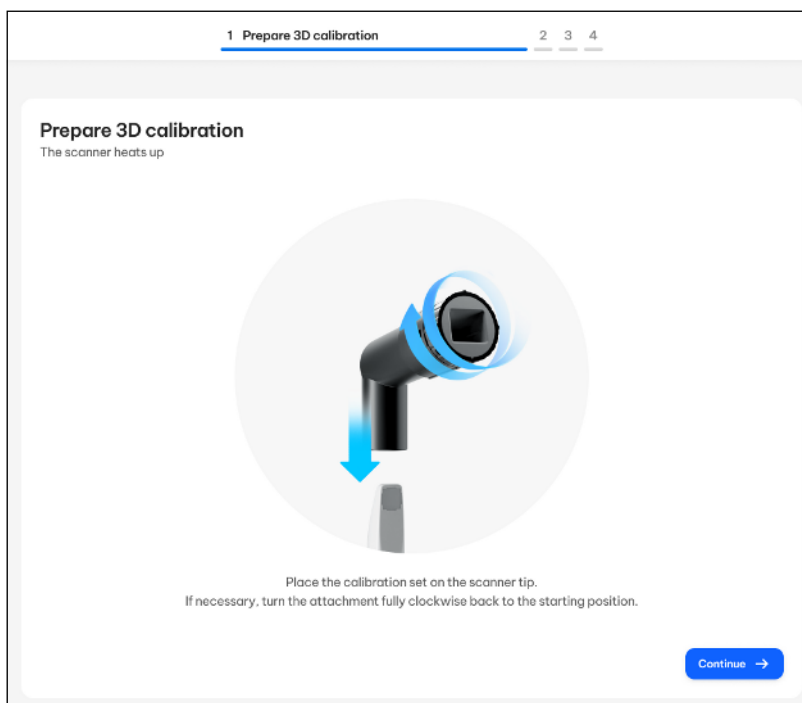 1 Prepare 3D calibration 2 3 4
Prepare 3D calibration
The scanner heats up
Place the calibration set on the scanner tip.
If necessary, turn the attachment fully clockwise back to the starting position.
Continue →